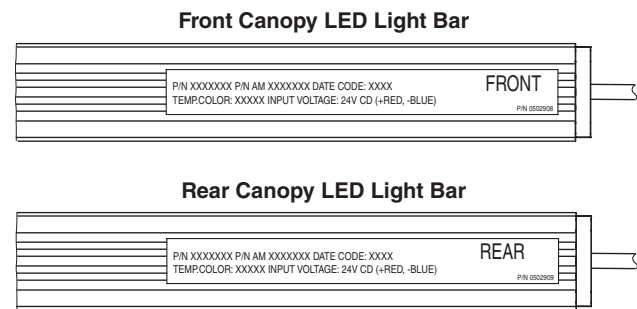 Front Canopy LED Light Bar
P/N XXXXXXX P/N AM XXXXXXX DATE CODE: XXXX
TEMP.COLOR: XXXXX INPUT VOLTAGE: 24V CD (+RED, -BLUE)
FRONT
P/N 0502908
Rear Canopy LED Light Bar
P/N XXXXXXX P/N AM XXXXXXX DATE CODE: XXXX
TEMP.COLOR: XXXXX INPUT VOLTAGE: 24V CD (+RED, -BLUE)
REAR
P/N 0502909